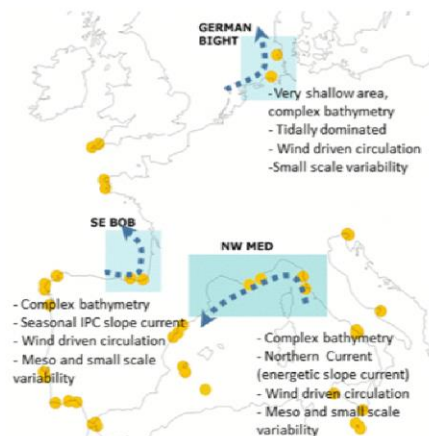 GERMAN
BIGHT
-Very shallow area,
complex bathymetry
- Tidally dominated
- Wind driven circulation
-Small scale variability
SE BOB
NW MED
- Complex bathymetry
- Seasonal IPC slope current
- Wind driven circulation
- Meso and small scale
variability
- Complex bathymetry
- Northern Current
(energetic slope current)
- Wind driven circulation
- Meso and small scale
variability